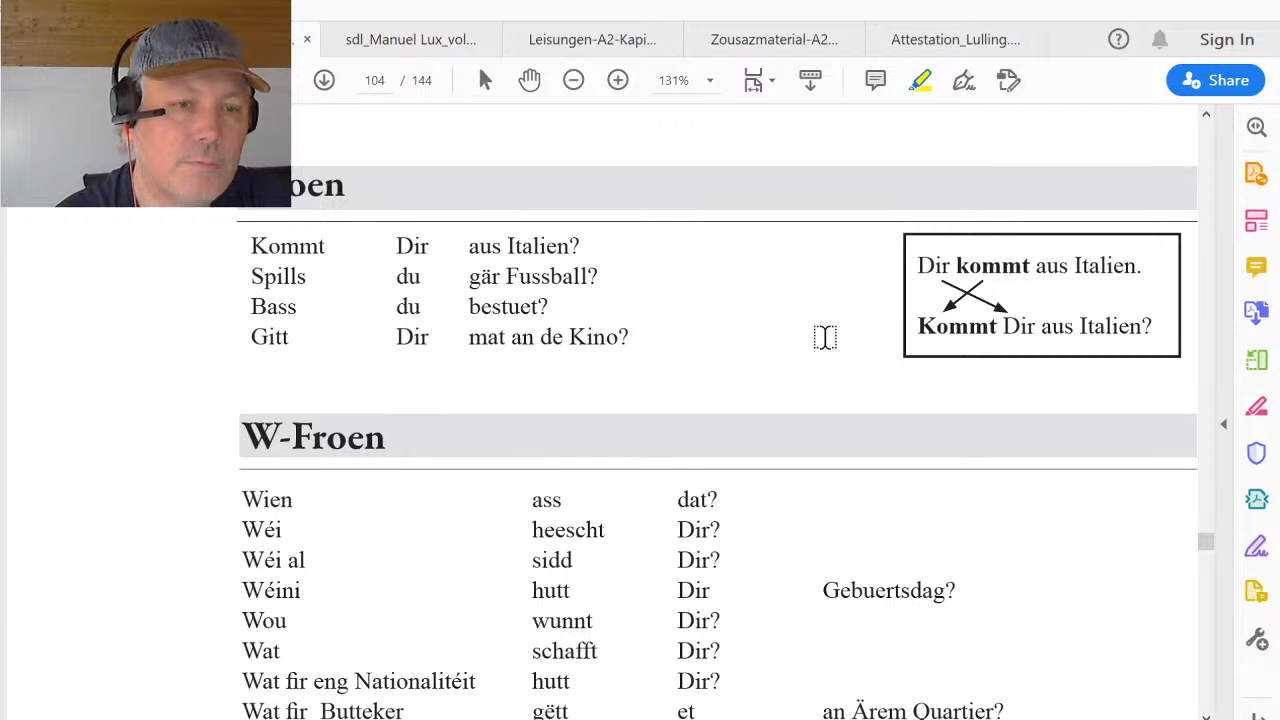 sdl_Manuel Lux_vol...
Leisungen-A2-Kapi...
Zousazmaterial-A2...
Attestation_Lulling....
Sign In
104 / 144
131%
Share
oen
Kommt Dir aus Italien?
Spills du gär Fussball?
Bass du bestuet?
Gitt Dir mat an de Kino?
Dir kommt aus Italien.
Kommt Dir aus Italien?
W-Froen
Wien ass dat?
Wéi heescht Dir?
Wéi al sidd Dir?
Wéini hutt Dir Gebuertsdag?
Wou wunnt Dir?
Wat schafft Dir?
Wat fir eng Nationalitéit hutt Dir?
Wat fir Butteker gëtt et an Ärem Quartier?